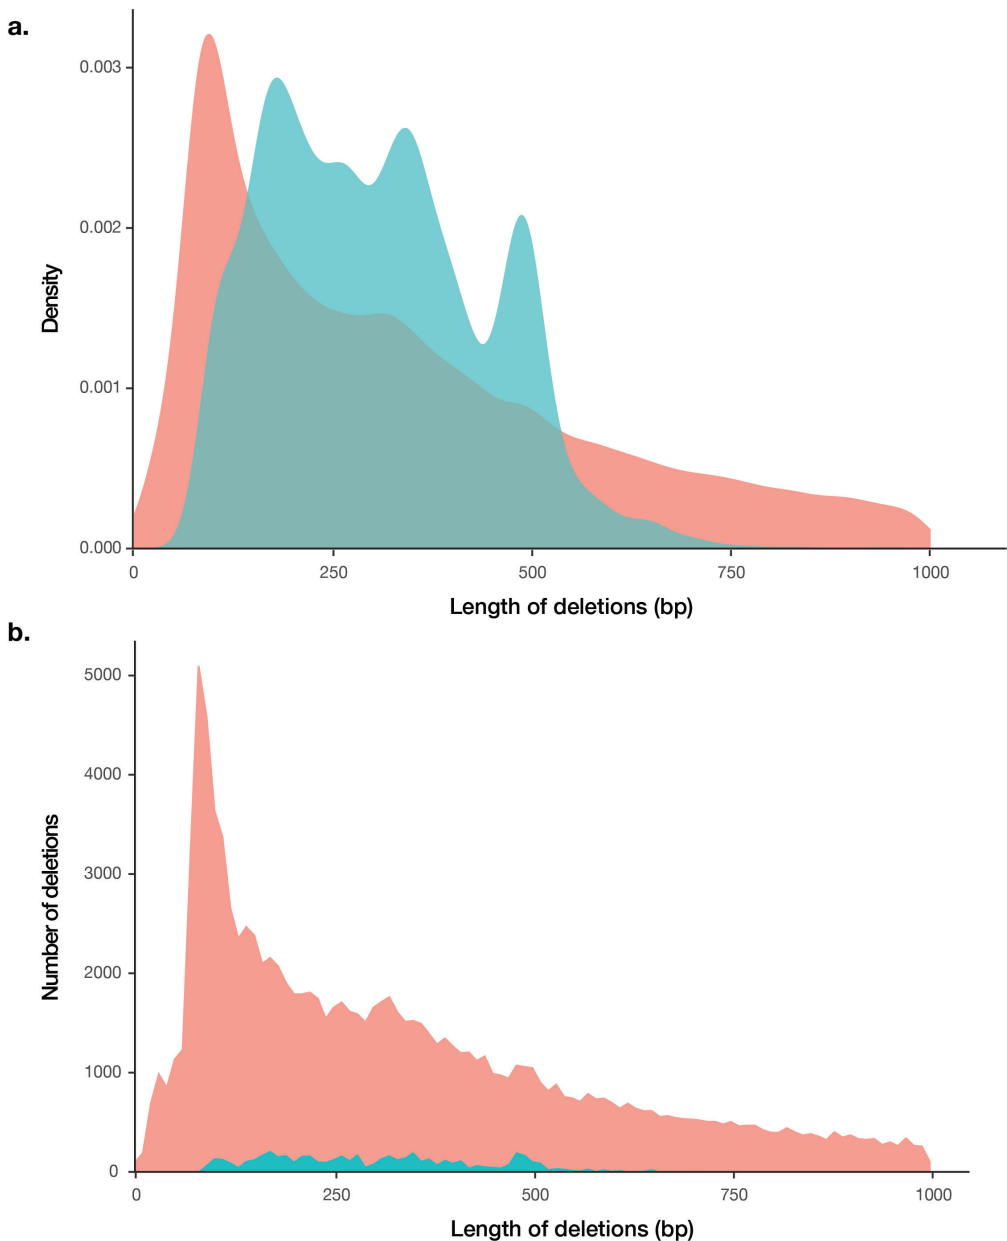 a.
0.003
0.002
0.001
0.000
Density
0 250 500 750 1000
Length of deletions (bp)
b.
5000
4000
3000
2000
1000
0
Number of deletions
0 250 500 750 1000
Length of deletions (bp)